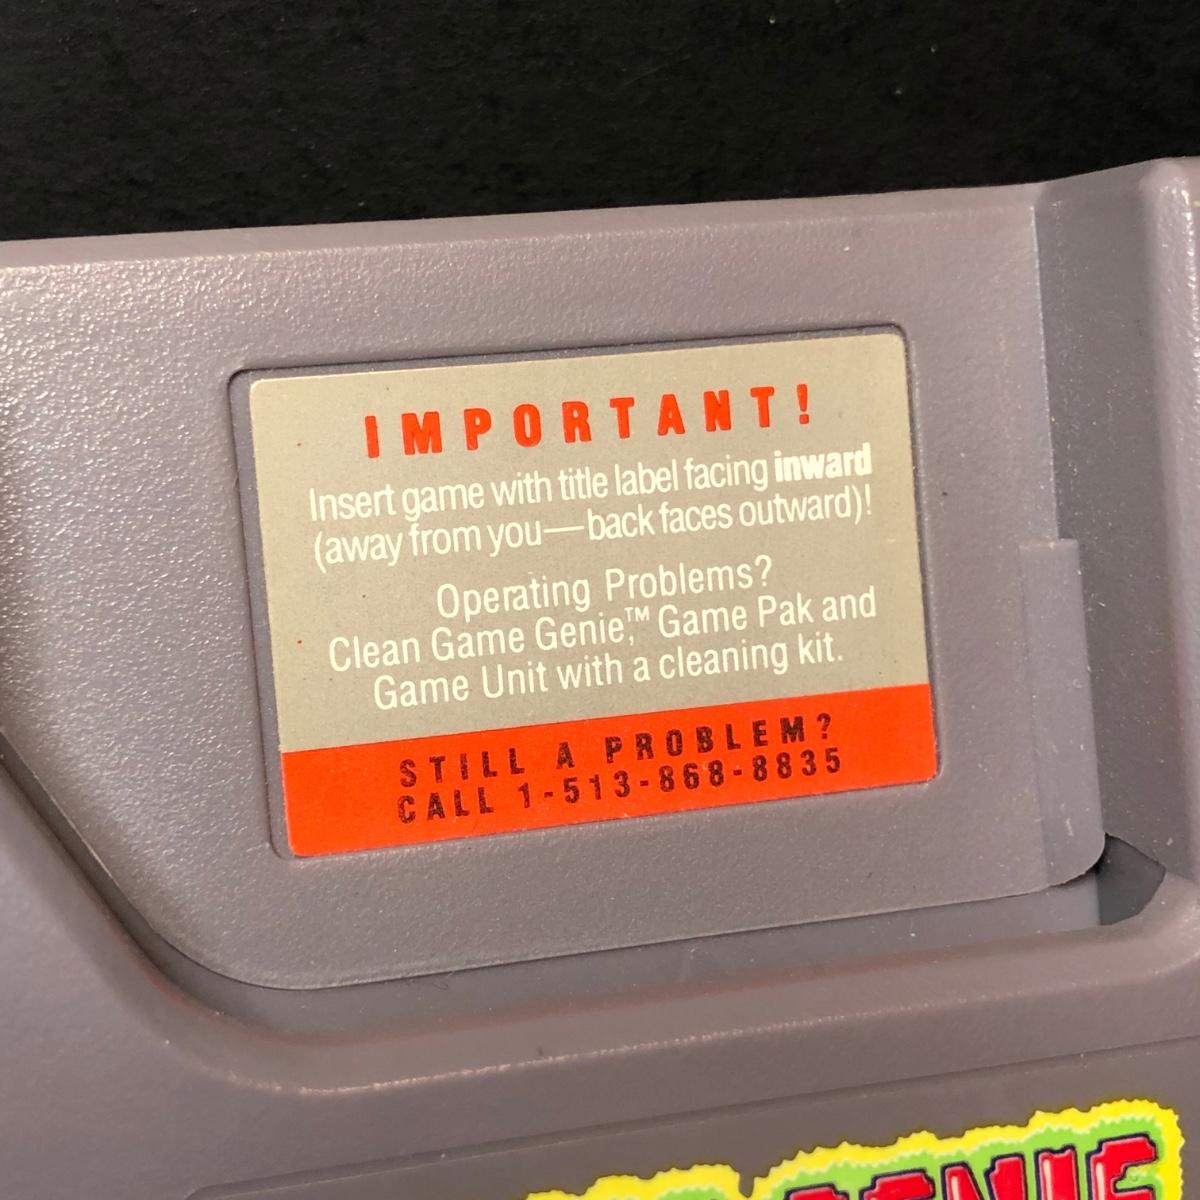 IMPORTANT!
Insert game with title label facing inward
(away from you—back faces outward)!
Operating Problems?
Clean Game Genie,™ Game Pak and
Game Unit with a cleaning kit.
STILL A PROBLEM?
CALL 1-513-868-8835
GENIE